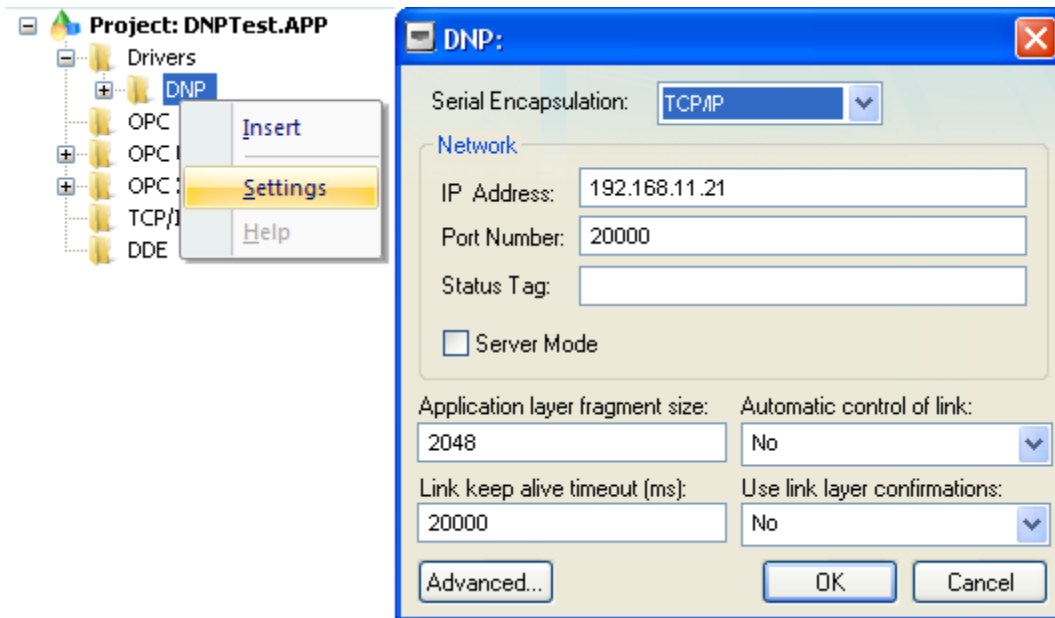 Project: DNPTest.APP
Drivers
DNP
OPC
OPC
OPC
TCP/I
DDE
Insert
Settings
Help
DNP:
Serial Encapsulation: TCP/IP
Network
IP Address: 192.168.11.21
Port Number: 20000
Status Tag:
Server Mode
Application layer fragment size: Automatic control of link:
2048 No
Link keep alive timeout (ms): Use link layer confirmations:
20000 No
Advanced... OK Cancel